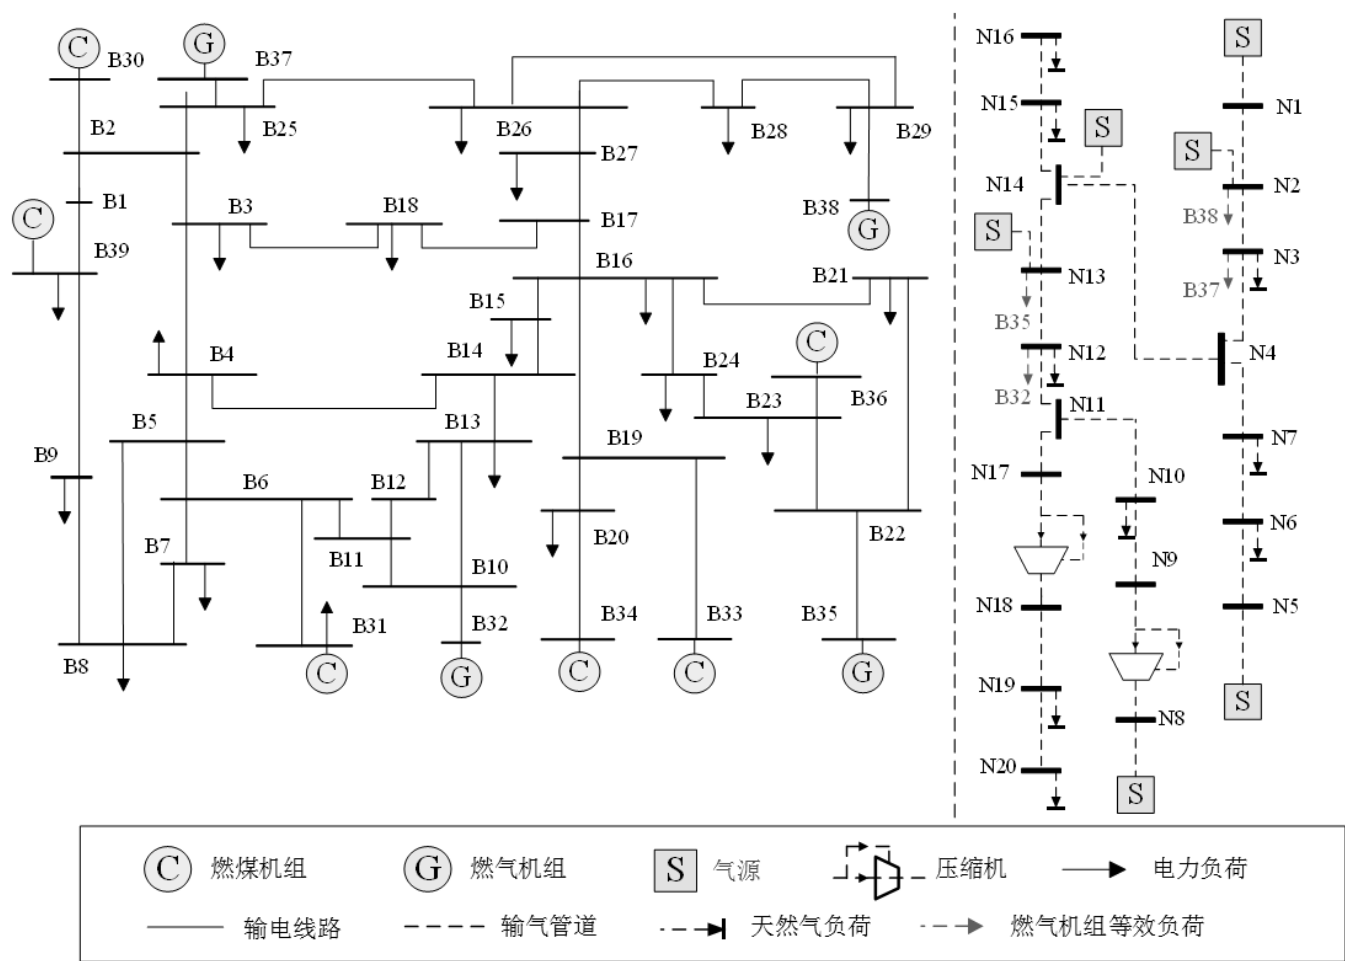 C
G
B30
B37
B2
B25
B26
B28
B29
B27
B1
C
B3
B18
B17
B38
G
B39
B16
B21
B15
C
B4
B14
B24
B23
B36
B5
B13
B19
B9
B6
B12
B20
B22
B7
B11
B10
B8
B31
B32
B34
B33
B35
C
G
C
C
G
N16
S
N15
S
N1
S
N14
N2
B38
S
N3
N13
B37
B35
N12
N4
B32
N11
N7
N17
N10
N6
N9
N18
N5
N19
N8
S
N20
S
C 燃煤机组
G 燃气机组
S 气源
压缩机
电力负荷
输电线路
输气管道
天然气负荷
燃气机组等效负荷